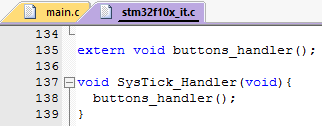 main.c stm32f10x_it.c
134
135 extern void buttons_handler();
136
137 void SysTick_Handler(void){
138 buttons_handler();
139 }